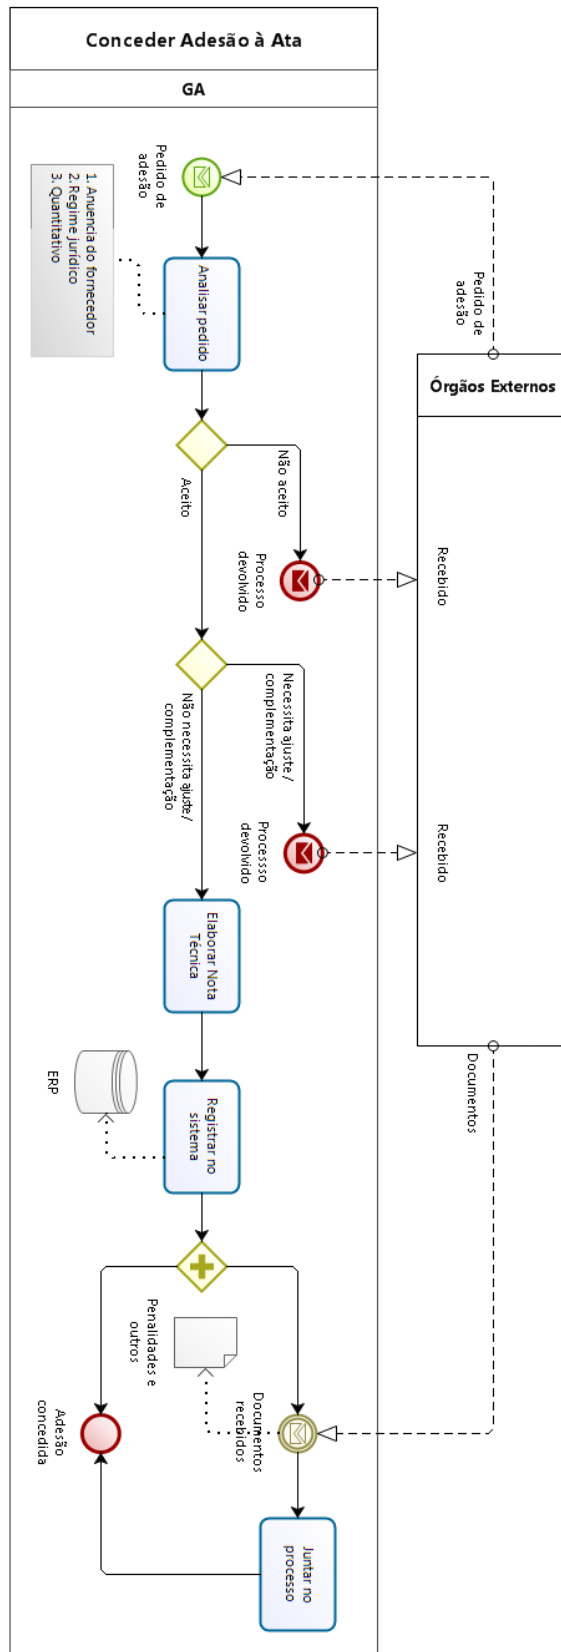 Conceder Adesão à Ata
GA
Pedido de
adesão
Pedido de
adesão
1. Anuencia do fornecedor
2. Regime jurídico
3. Quantitativo
Analisar pedido
Órgãos Externos
Não aceito
Aceito
Processo
devolvido
Recebido
Necessita ajuste/
complementação
Não necessita ajuste/
complementação
Processso
devolvido
Recebido
Elaborar Nota
Técnica
Registrar no
sistema
ERP
Documentos
Penalidades e
outros
Documentos
recebidos
Adesão
concedida
Juntar no
processo